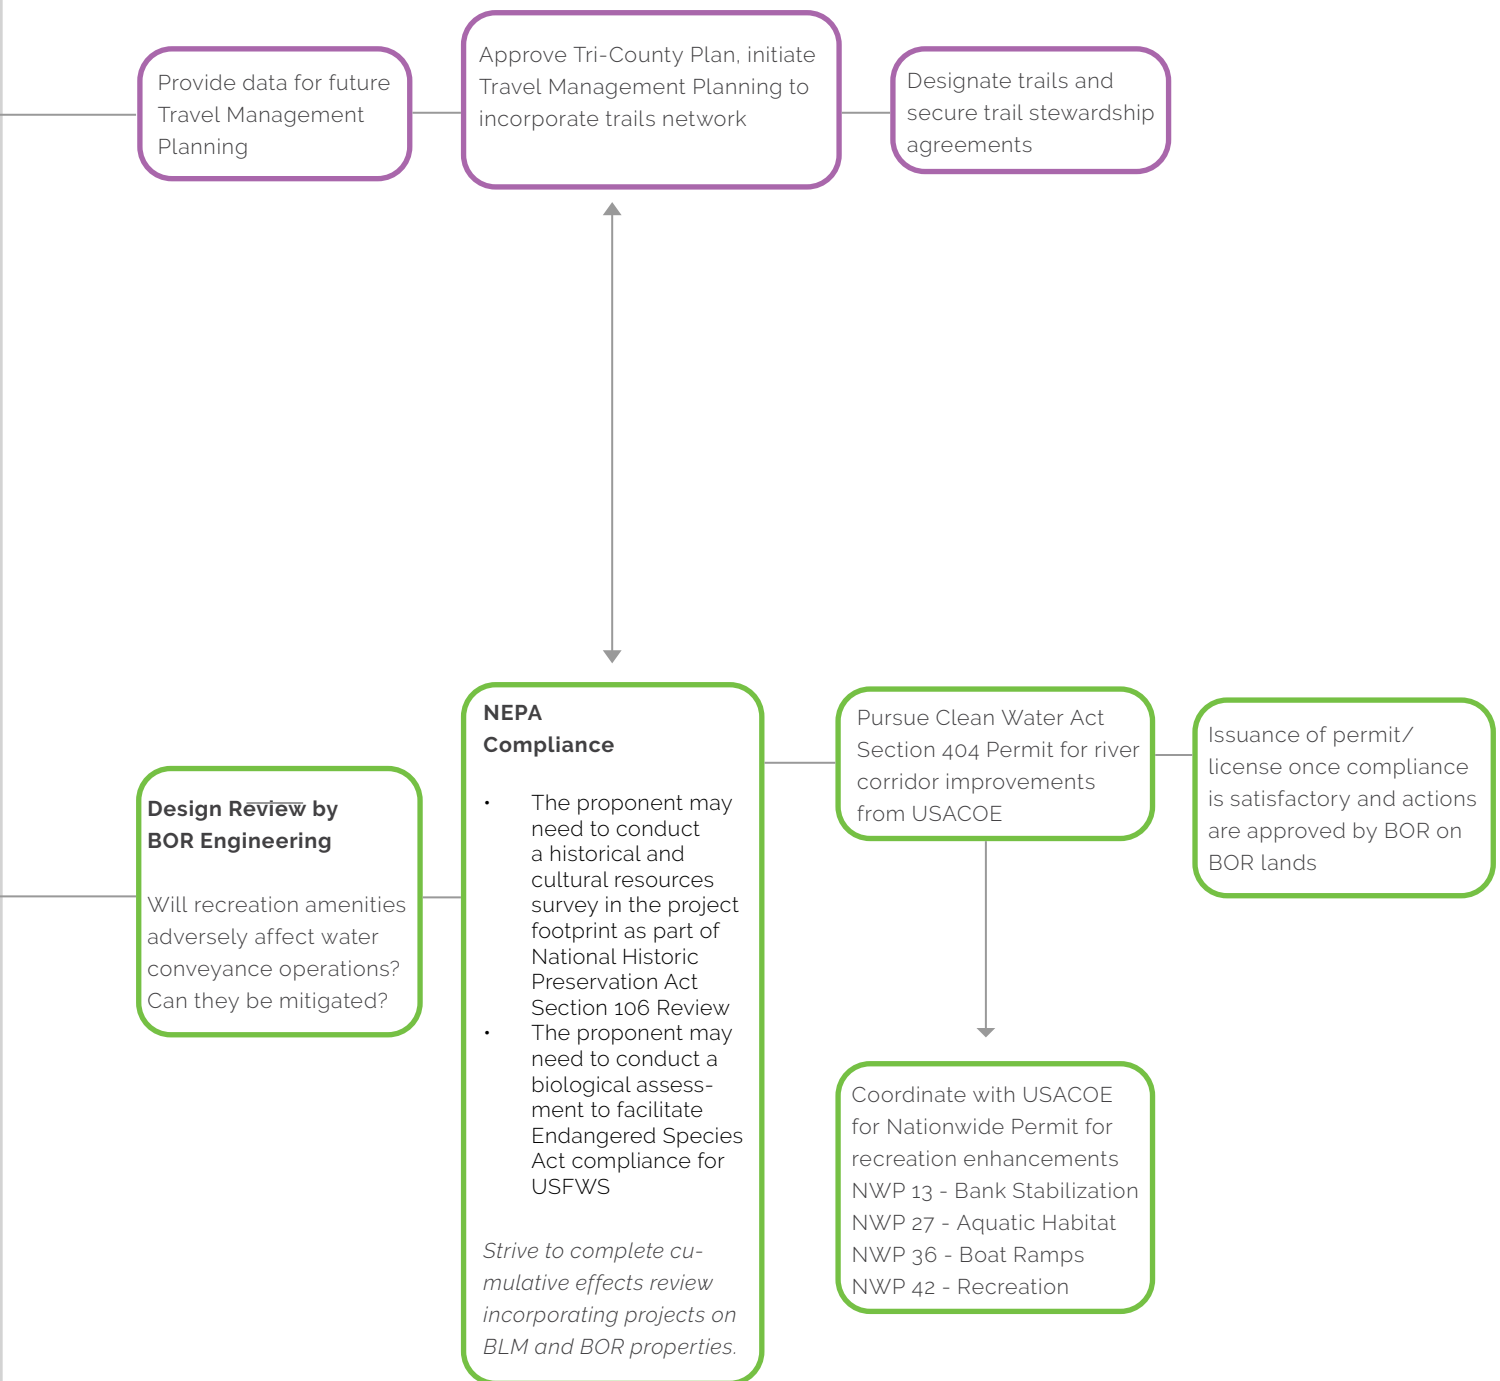 Provide data for future
Travel Management
Planning
Approve Tri-County Plan, initiate
Travel Management Planning to
incorporate trails network
Designate trails and
secure trail stewardship
agreements
Design Review by
BOR Engineering
Will recreation amenities
adversely affect water
conveyance operations?
Can they be mitigated?
NEPA
Compliance
• The proponent may
need to conduct
a historical and
cultural resources
survey in the project
footprint as part of
National Historic
Preservation Act
Section 106 Review
• The proponent may
need to conduct a
biological assess-
ment to facilitate
Endangered Species
Act compliance for
USFWS
Strive to complete cu-
mulative effects review
incorporating projects on
BLM and BOR properties.
Pursue Clean Water Act
Section 404 Permit for river
corridor improvements
from USACOE
Issuance of permit/
license once compliance
is satisfactory and actions
are approved by BOR on
BOR lands
Coordinate with USACOE
for Nationwide Permit for
recreation enhancements
NWP 13 - Bank Stabilization
NWP 27 - Aquatic Habitat
NWP 36 - Boat Ramps
NWP 42 - Recreation